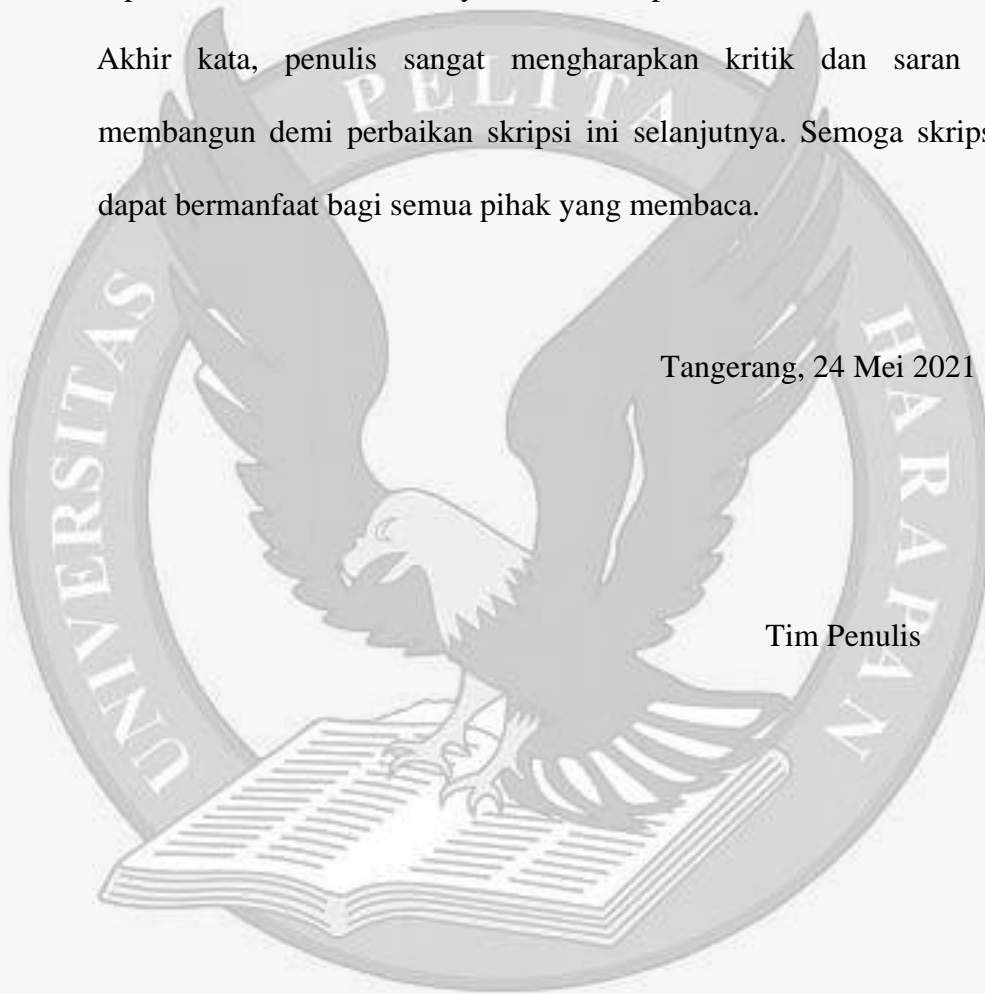 Akhir kata, penulis sangat mengharapkan kritik dan saran
membangun demi perbaikan skripsi ini selanjutnya. Semoga skrips
dapat bermanfaat bagi semua pihak yang membaca.
Tangerang, 24 Mei 2021
Tim Penulis
UNIVERSITAS PELITA HARAPAN